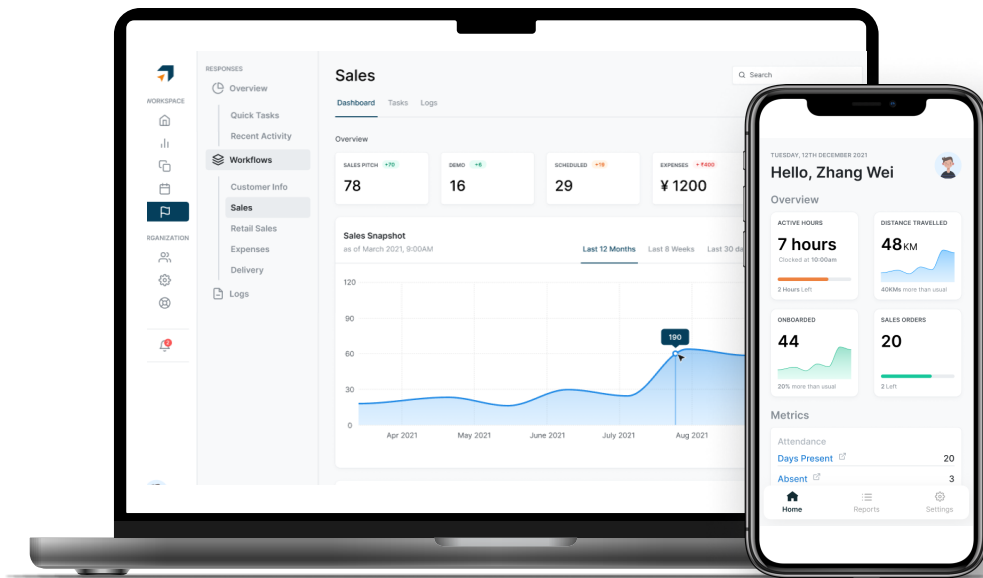 WORKSPACE
RGANIZATION
2
RESPONSES
Overview
Quick Tasks
Recent Activity
Workflows
Customer Info
Sales
Retail Sales
Expenses
Delivery
Logs
Sales
Search
Dashboard Tasks Logs
Overview
SALES PITCH +70
78
DEMO +6
16
SCHEDULED +18
29
EXPENSES + ₹400
¥ 1200
Sales Snapshot
as of March 2021, 9:00AM
Last 12 Months Last 8 Weeks Last 30 da
120
90
60
30
0
190
Apr 2021 May 2021 June 2021 July 2021 Aug 2021
TUESDAY, 12TH DECEMBER 2021
Hello, Zhang Wei
Overview
ACTIVE HOURS
7 hours
Clocked at 10:00am
2 Hours Left
DISTANCE TRAVELLED
48KM
40KMs more than usual
ONBOARDED
44
20% more than usual
SALES ORDERS
20
2 Left
Metrics
Attendance
Days Present 20
Absent 3
Home Reports Settings